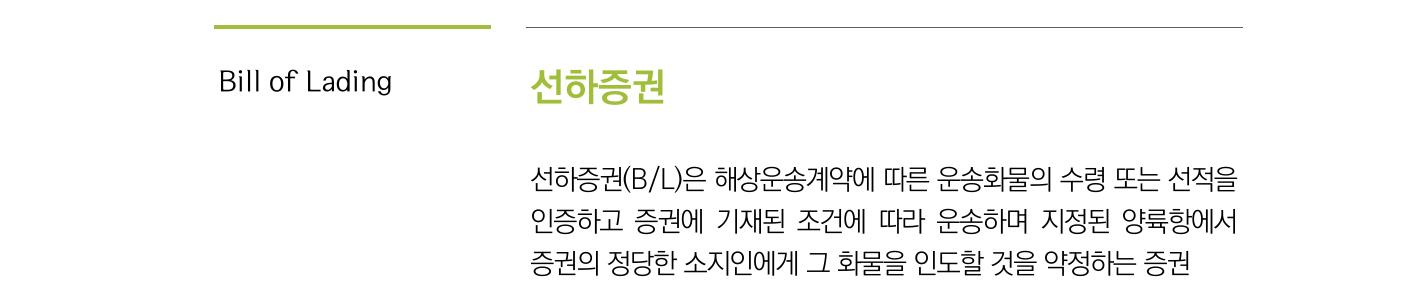 Bill of Lading
선하증권
선하증권(B/L)은 해상운송계약에 따른 운송화물의 수령 또는 선적을
인증하고 증권에 기재된 조건에 따라 운송하며 지정된 양륙항에서
증권의 정당한 소지인에게 그 화물을 인도할 것을 약정하는 증권